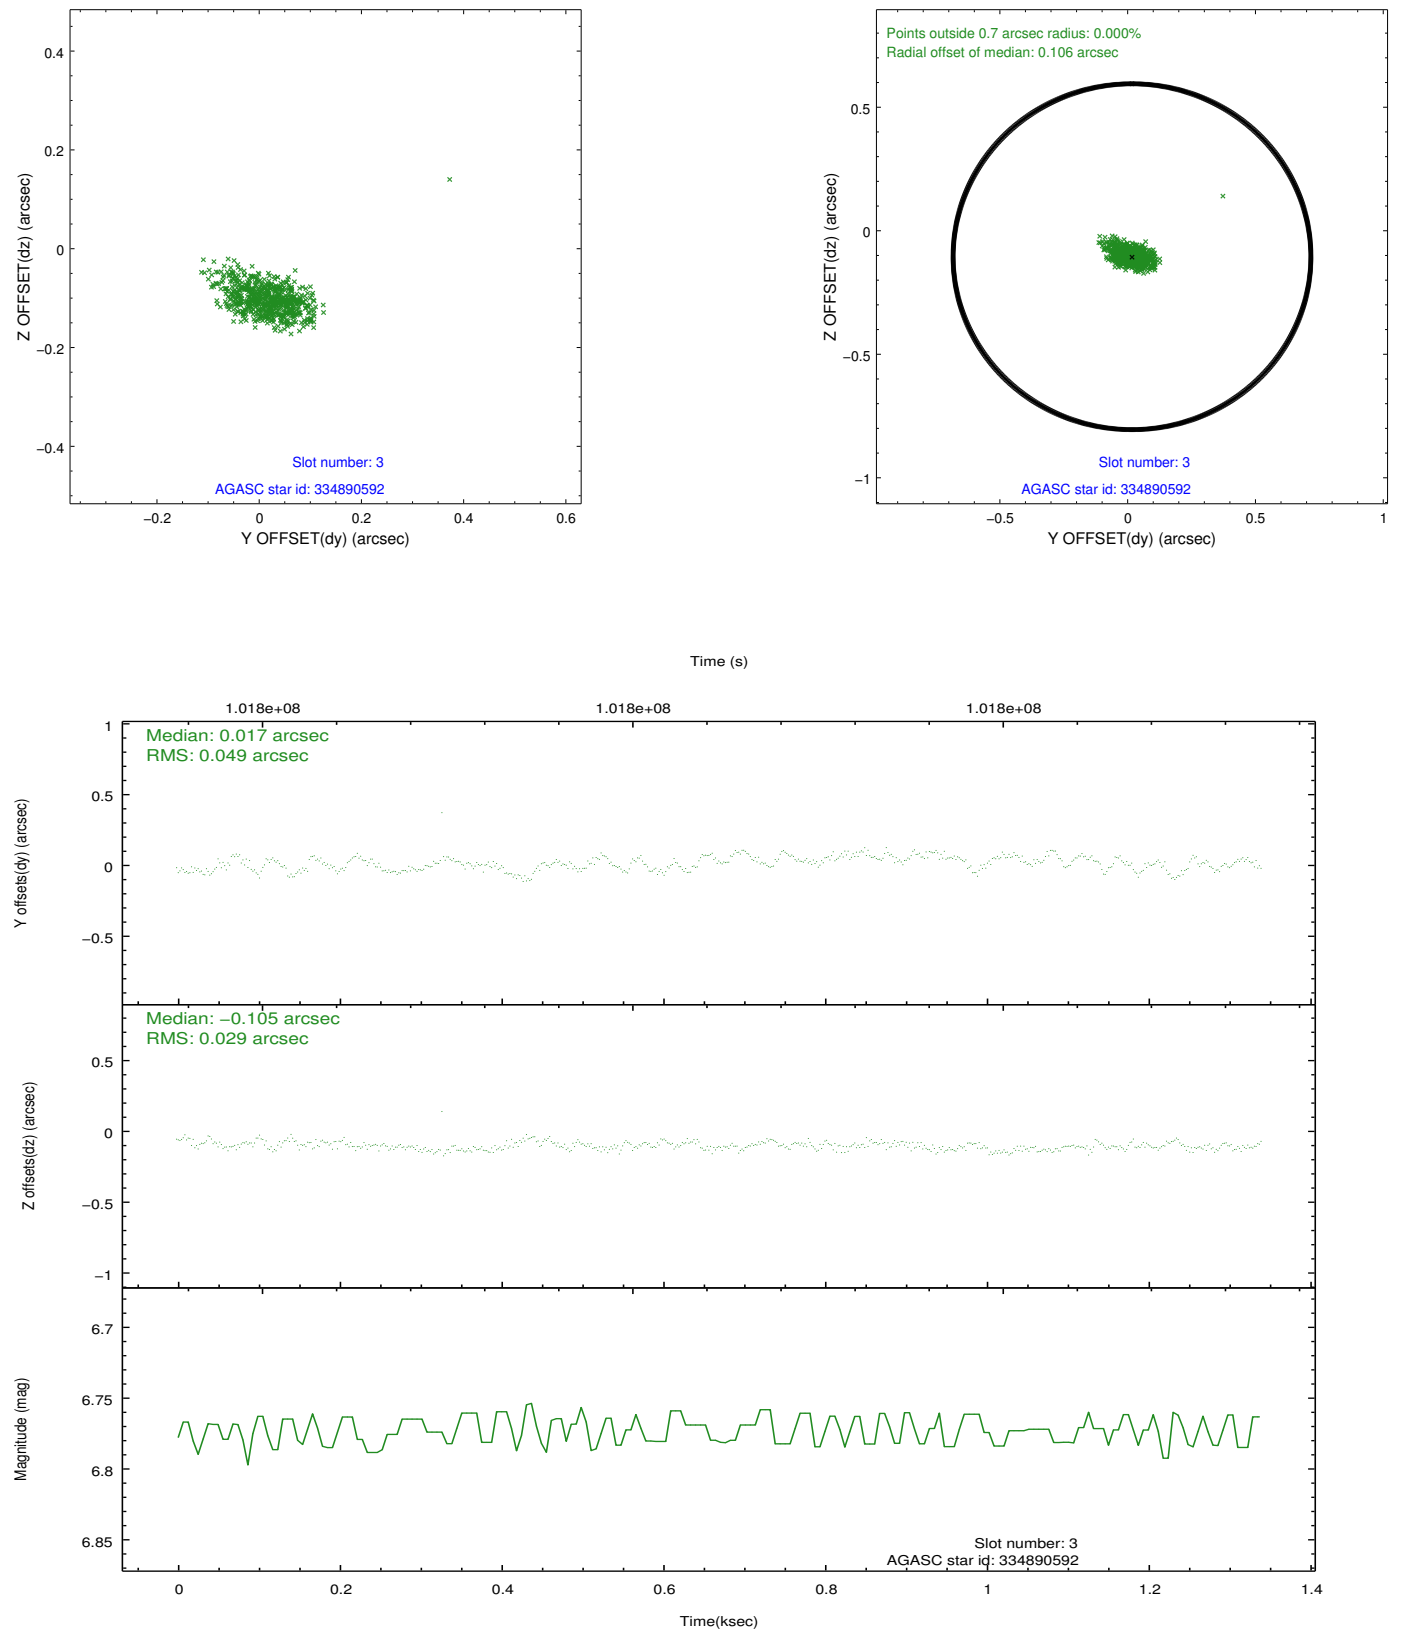 0.4
0.2
0
−0.2
−0.4
Z OFFSET(dz) (arcsec)
Slot number: 3
AGASC star id: 334890592
−0.2
0
0.2
0.4
0.6
Y OFFSET(dy) (arcsec)
Points outside 0.7 arcsec radius: 0.000%
Radial offset of median: 0.106 arcsec
0.5
0
−0.5
−1
Z OFFSET(dz) (arcsec)
Slot number: 3
AGASC star id: 334890592
−0.5
0
0.5
1
Y OFFSET(dy) (arcsec)
Time (s)
1.018e+08
1.018e+08
1.018e+08
Median: 0.017 arcsec
RMS: 0.049 arcsec
1
0.5
0
−0.5
Y offsets(dy) (arcsec)
Median: −0.105 arcsec
RMS: 0.029 arcsec
0.5
0
−0.5
−1
Z offsets(dz) (arcsec)
6.7
6.75
6.8
6.85
Magnitude (mag)
Slot number: 3
AGASC star id: 334890592
0
0.2
0.4
0.6
0.8
1
1.2
1.4
Time(ksec)